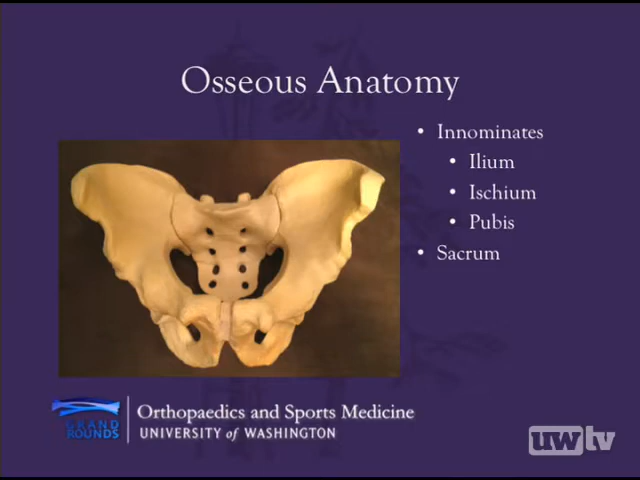 Osseous Anatomy
• Innominates
• Ilium
• Ischium
• Pubis
• Sacrum
GRAND
ROUNDS
Orthopaedics and Sports Medicine
UNIVERSITY of WASHINGTON
uwtv